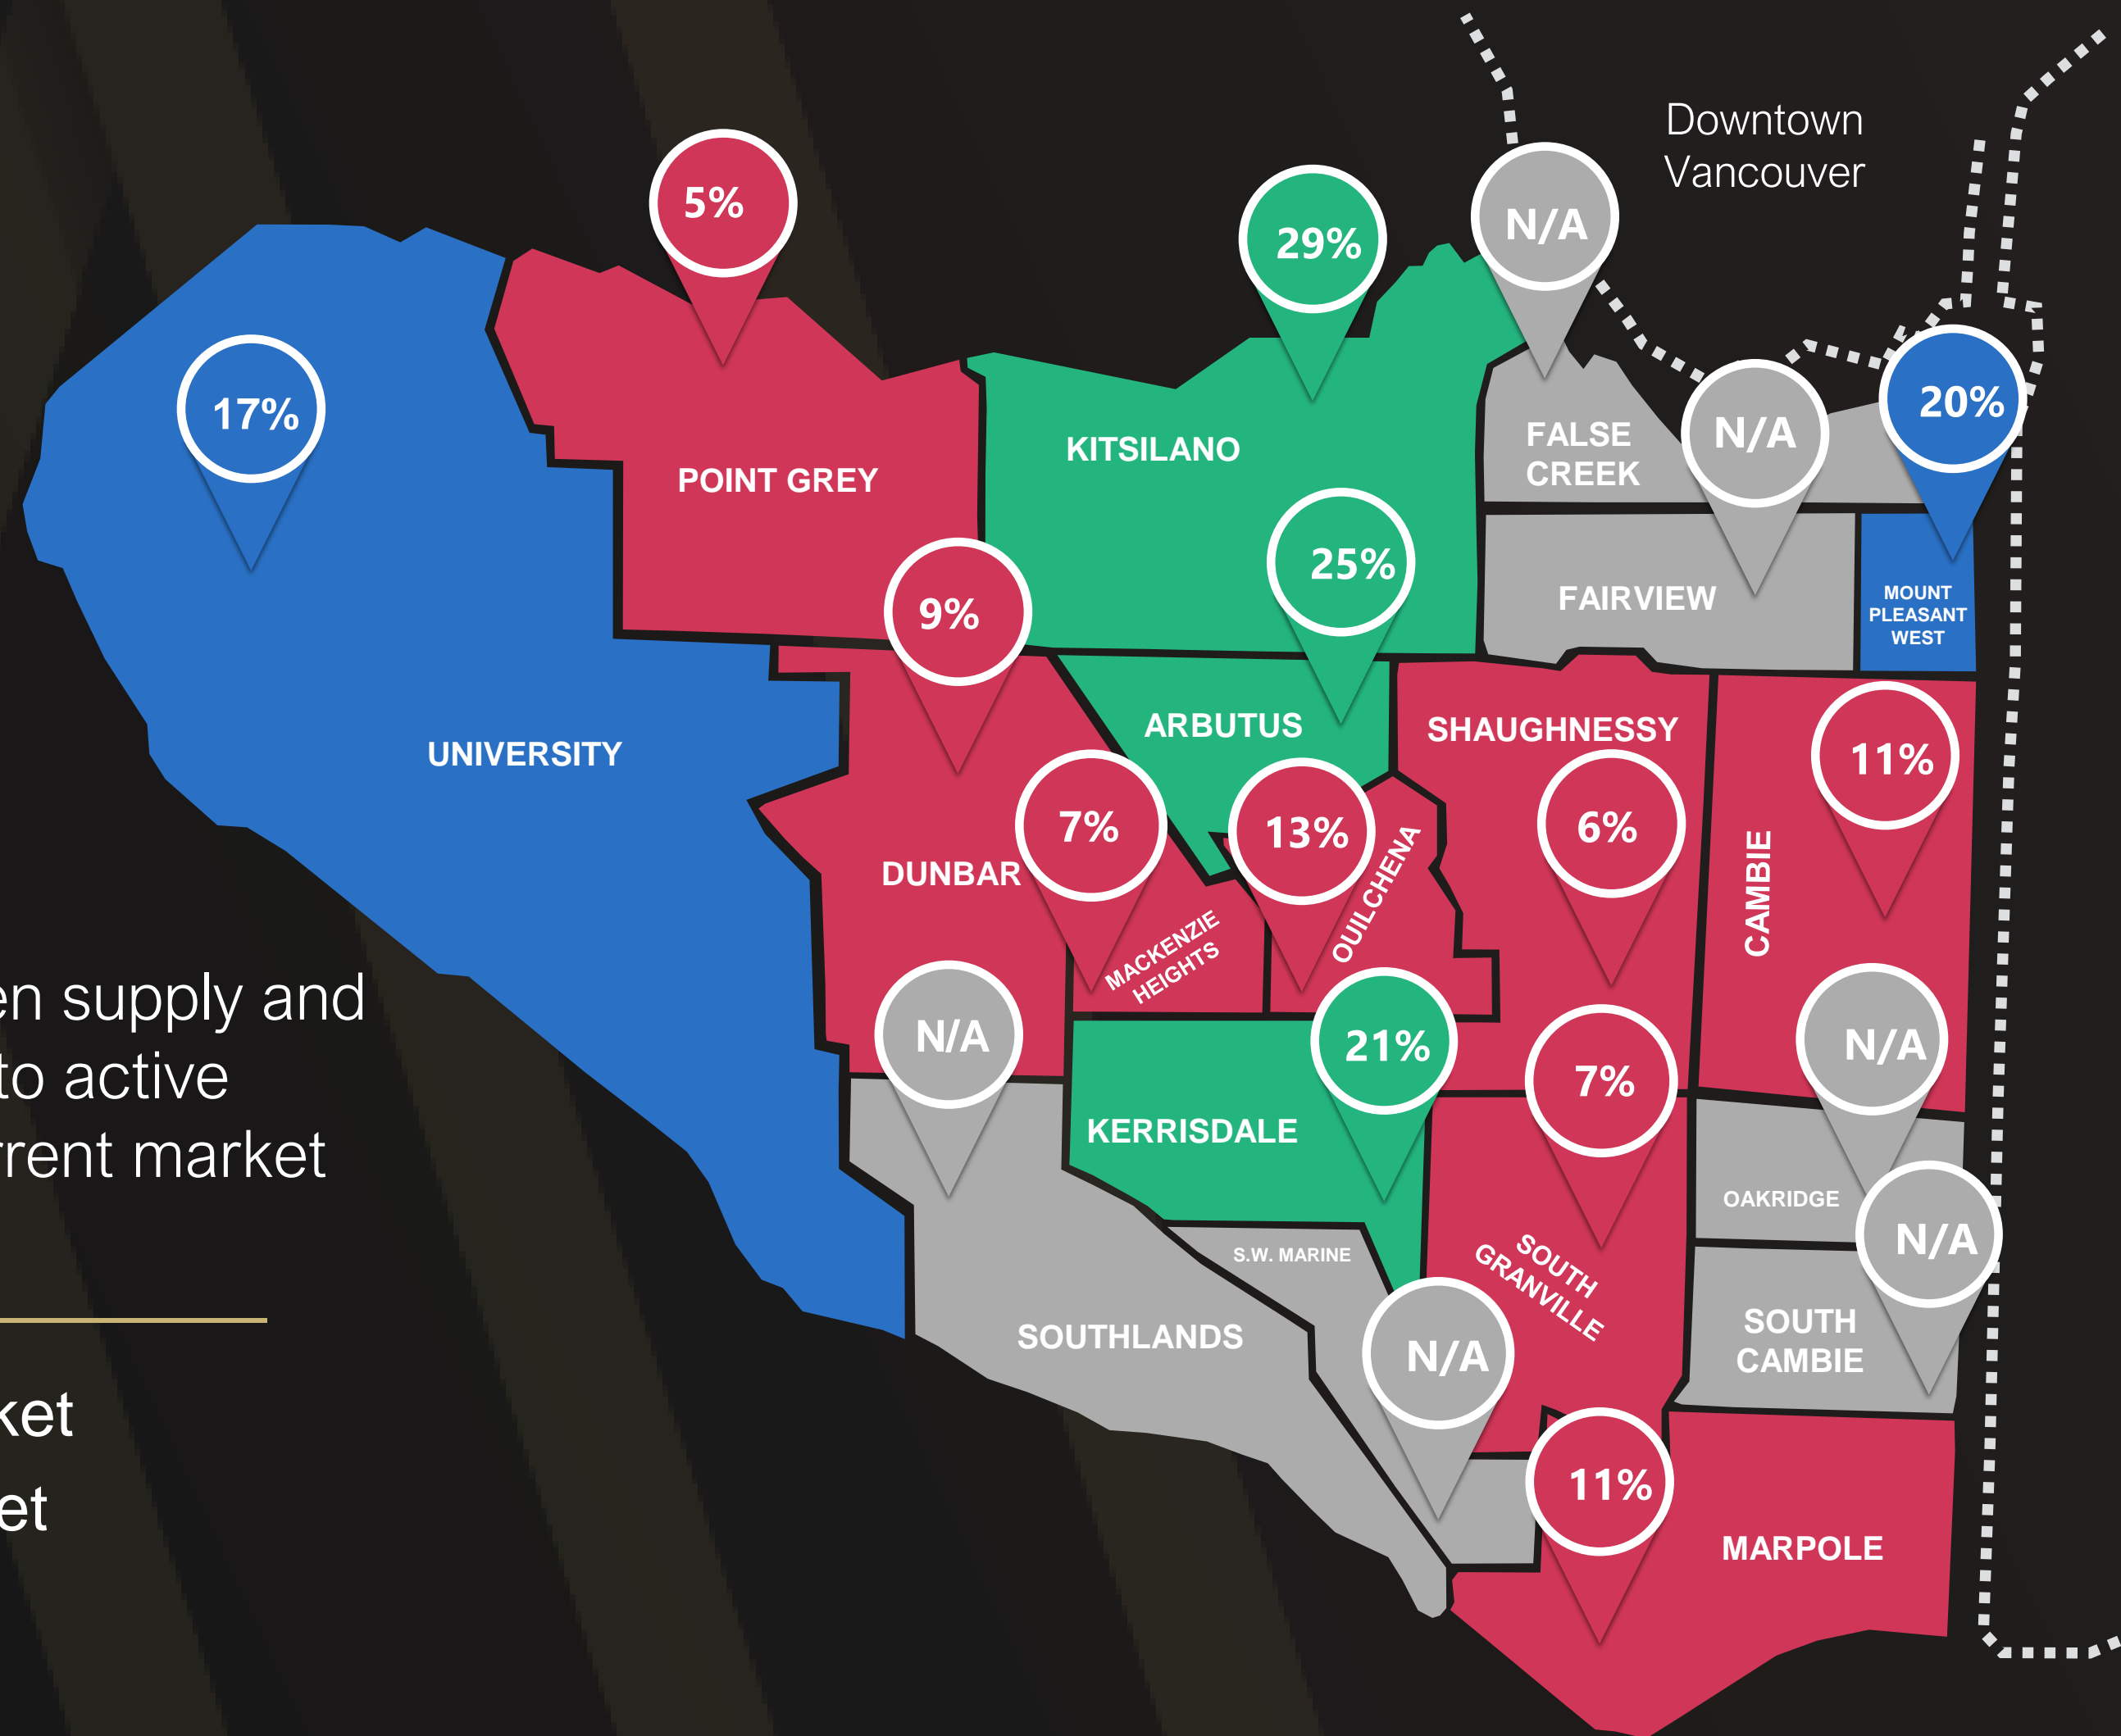 Downtown
Vancouver
5%
29%
N/A
17%
20%
N/A
KITSILANO
FALSE
CREEK
POINT GREY
25%
9%
FAIRVIEW
MOUNT
PLEASANT
WEST
ARBUTUS
SHAUGHNESSY
UNIVERSITY
11%
7%
13%
6%
DUNBAR
OUILCHENA
CAMBIE
MACKENZIE
HEIGHTS
en supply and
to active
rrent market
N/A
21%
N/A
7%
KERRISDALE
OAKRIDGE
N/A
S.W. MARINE
SOUTH
GRANVILLE
SOUTHLANDS
SOUTH
CAMBIE
N/A
ket
et
11%
MARPOLE